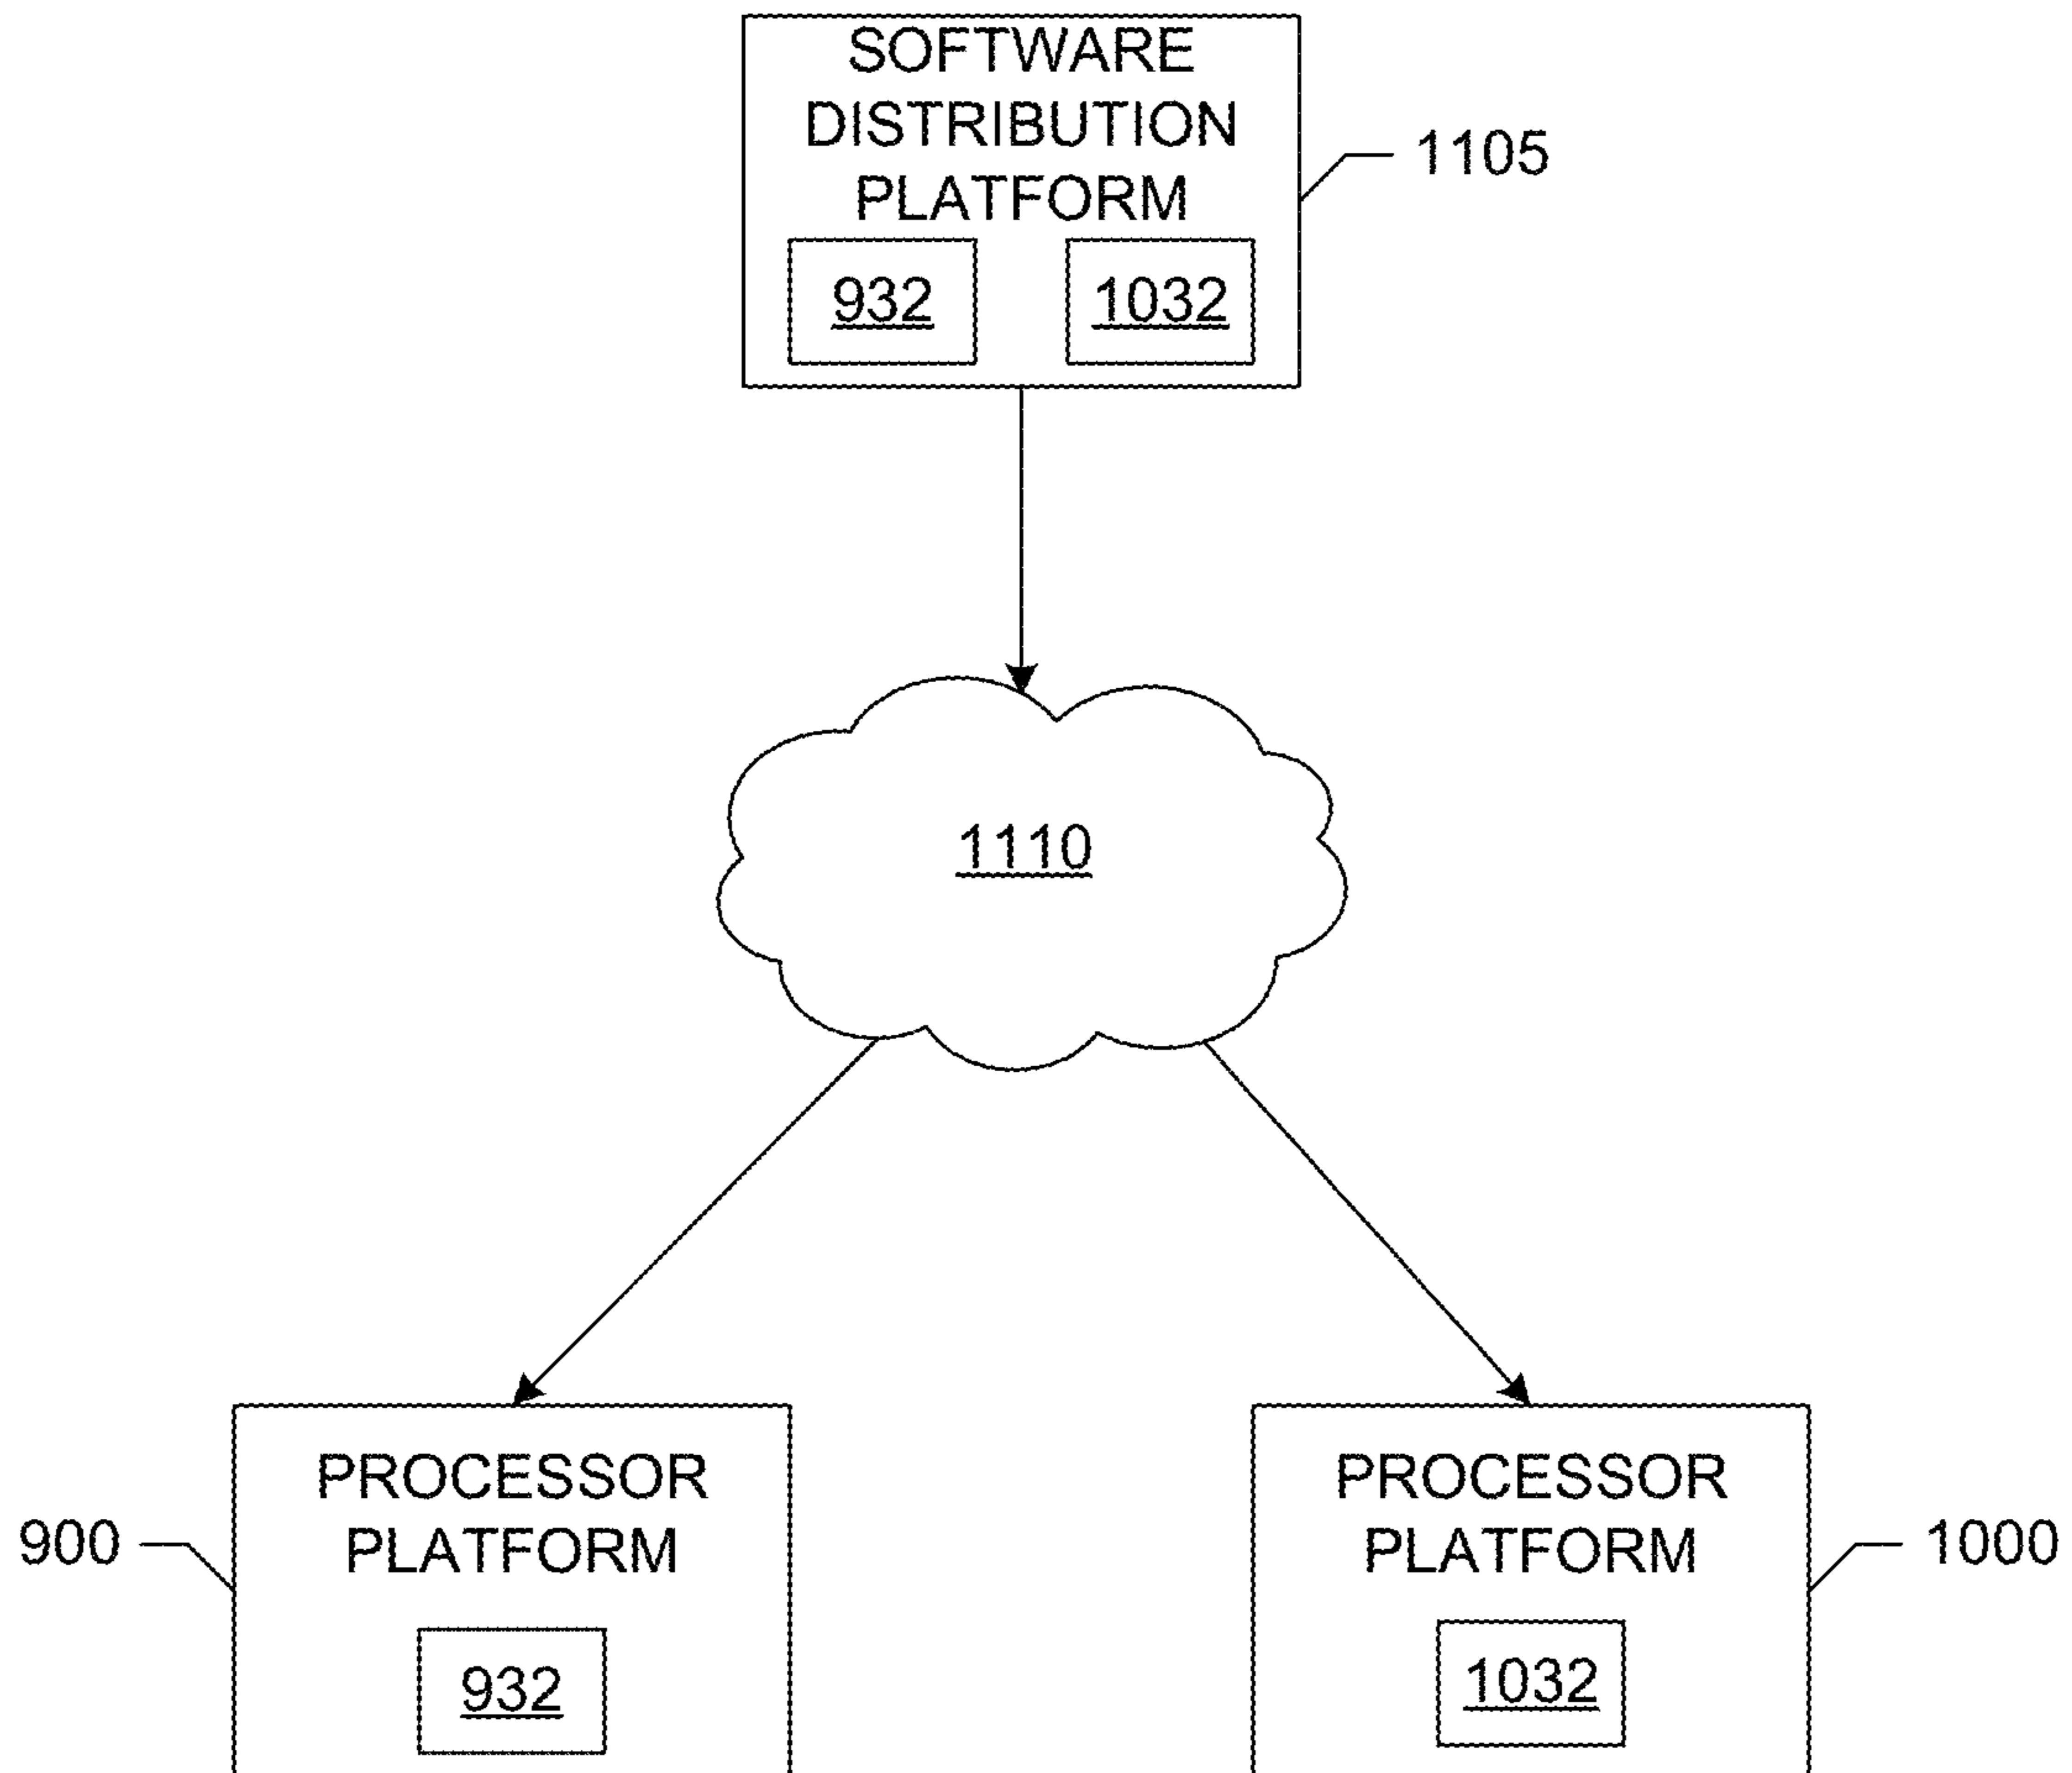 SOFTWARE
DISTRIBUTION
PLATFORM
1105
932
1032
1110
PROCESSOR
PLATFORM
900
932
PROCESSOR
PLATFORM
1000
1032